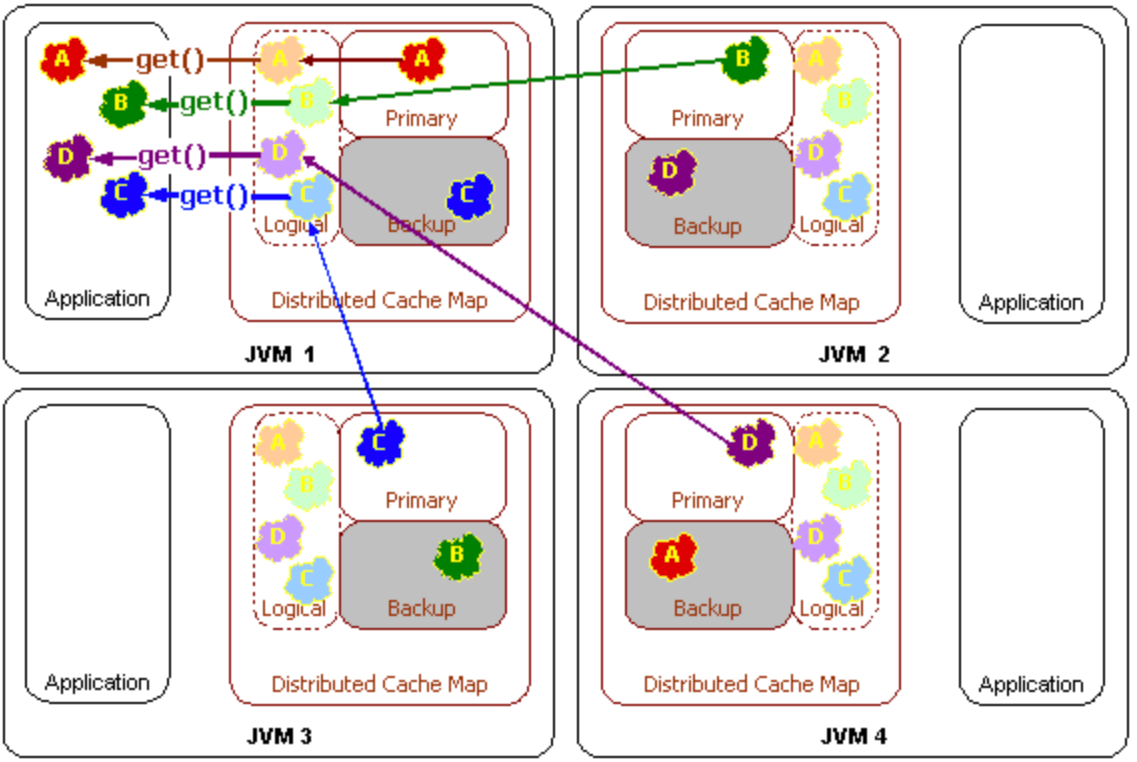 A get() A A
B get() B
Primary
D get() D
C get() C C
Logical Backup
Application Distributed Cache Map
JVM 1
B A
B
Primary
D D
C
Backup Logical
Distributed Cache Map Application
JVM 2
A C
B
Primary
D B
C
Logical Backup
Application Distributed Cache Map
JVM 3
D A
B
Primary
A D
C
Backup Logical
Distributed Cache Map Application
JVM 4